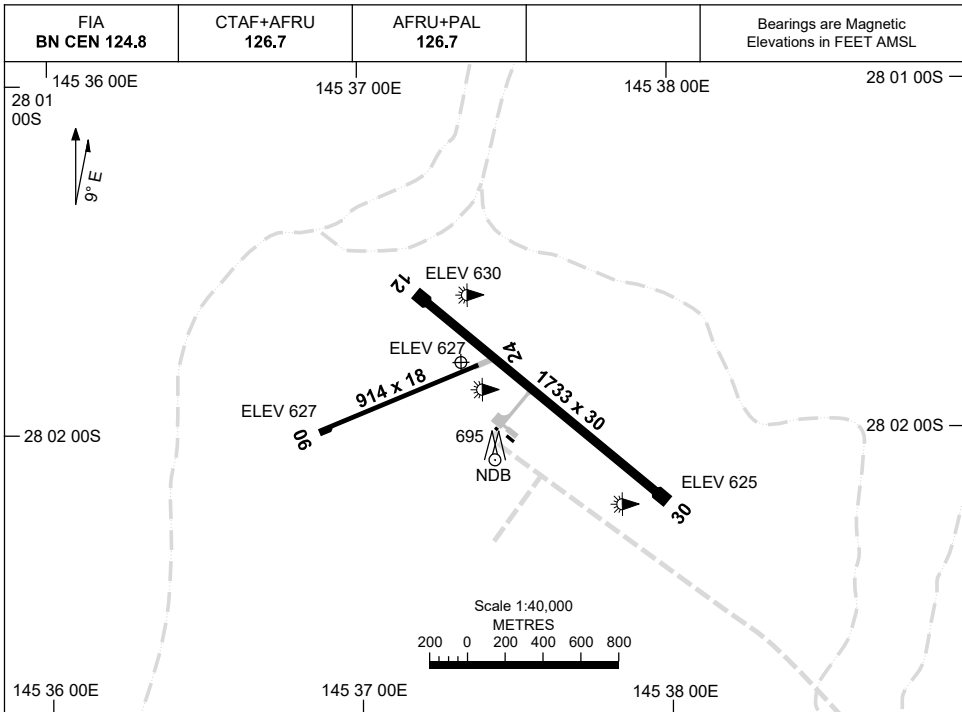 FIA
BN CEN 124.8
CTAF+AFRU
126.7
AFRU+PAL
126.7
Bearings are Magnetic
Elevations in FEET AMSL
145 36 00E
145 37 00E
145 38 00E
28 01 00S
28 01
00S
9° E
12
ELEV 630
ELEV 627
24
914 x 18
1733 x 30
ELEV 627
06
28 02 00S
695
NDB
28 02 00S
ELEV 625
30
Scale 1:40,000
METRES
200 0 200 400 600 800
145 36 00E
145 37 00E
145 38 00E